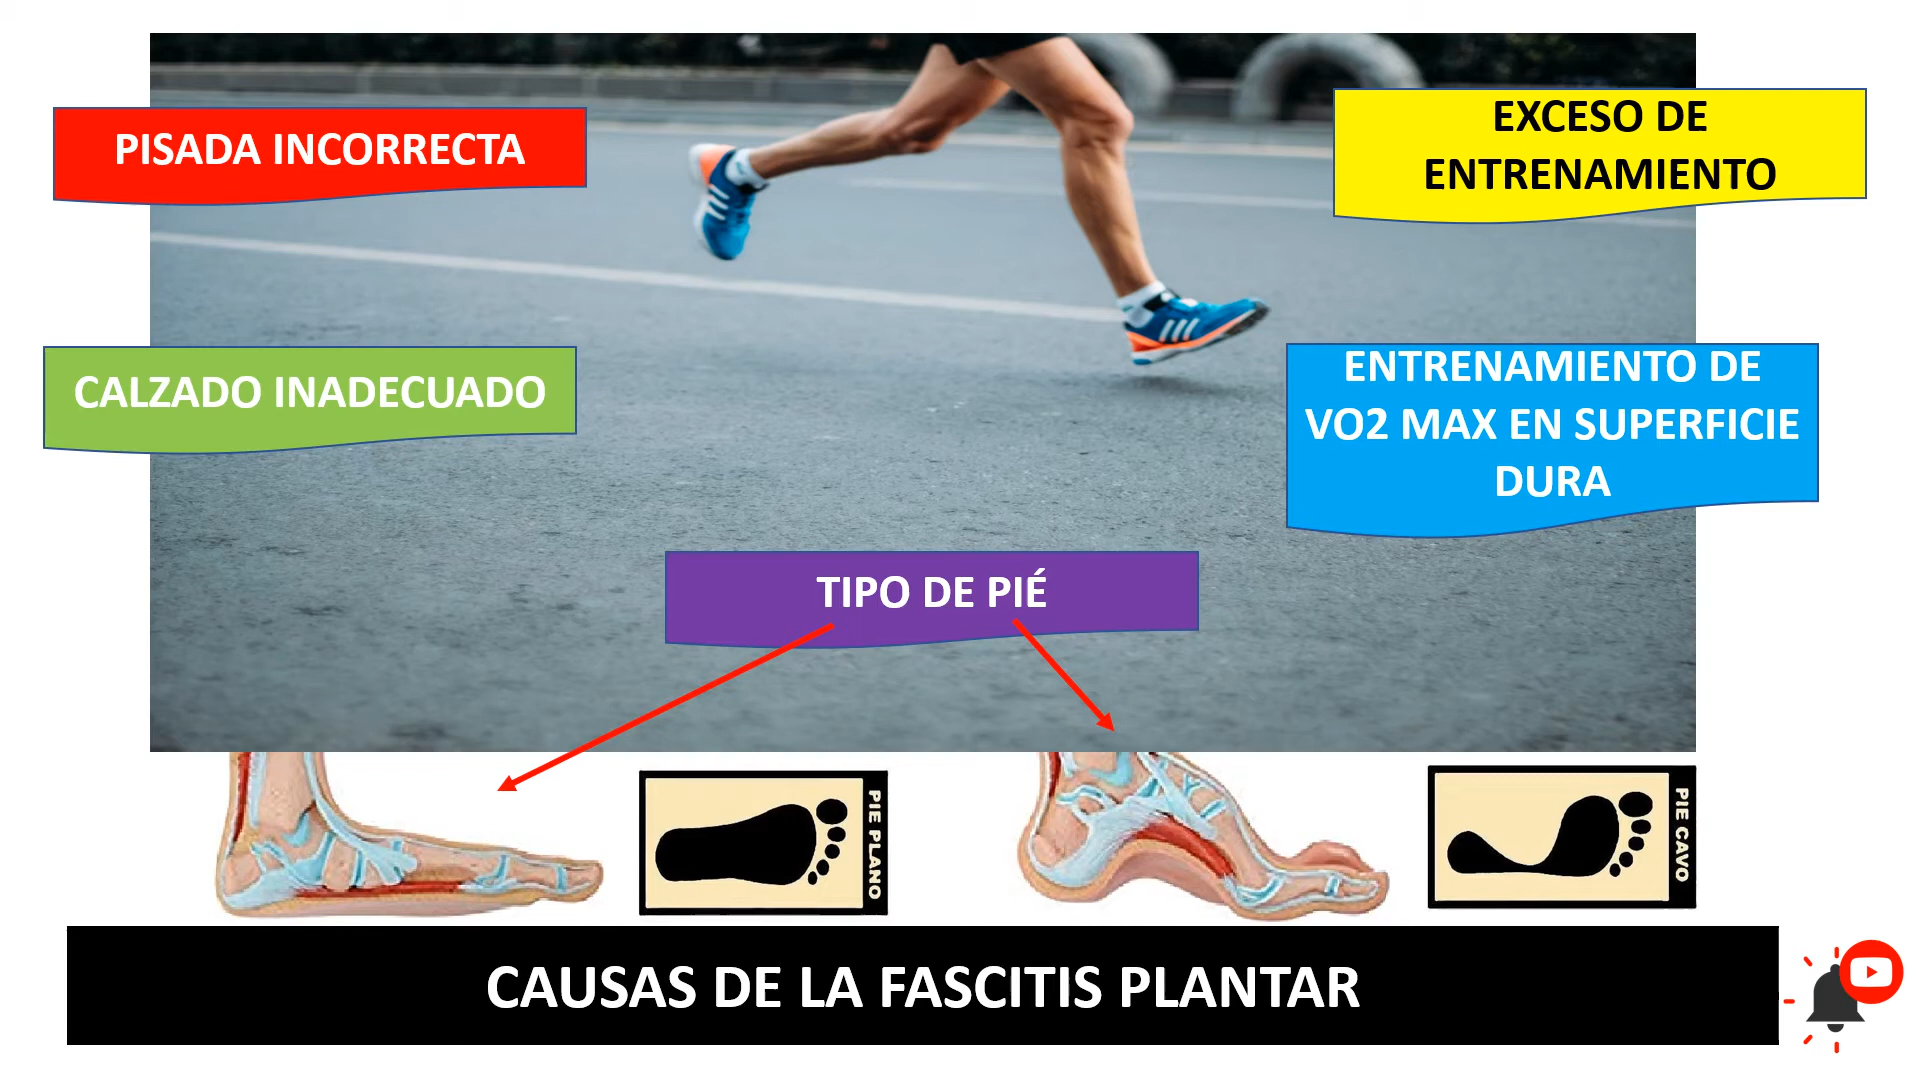 PISADA INCORRECTA
EXCESO DE
ENTRENAMIENTO
CALZADO INADECUADO
ENTRENAMIENTO DE
VO2 MAX EN SUPERFICIE
DURA
TIPO DE PIÉ
PIE PLANO
PIE CAVO
CAUSAS DE LA FASCITIS PLANTAR